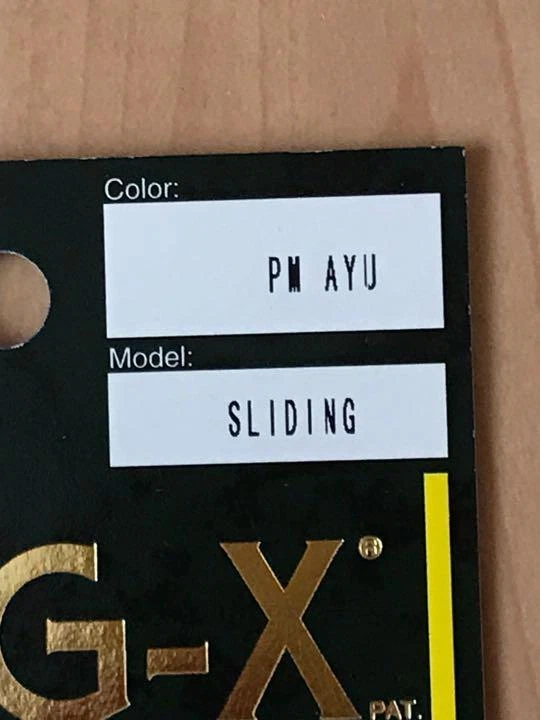 Color:
PM AYU
Model:
SLIDING
G-X®
PAT.